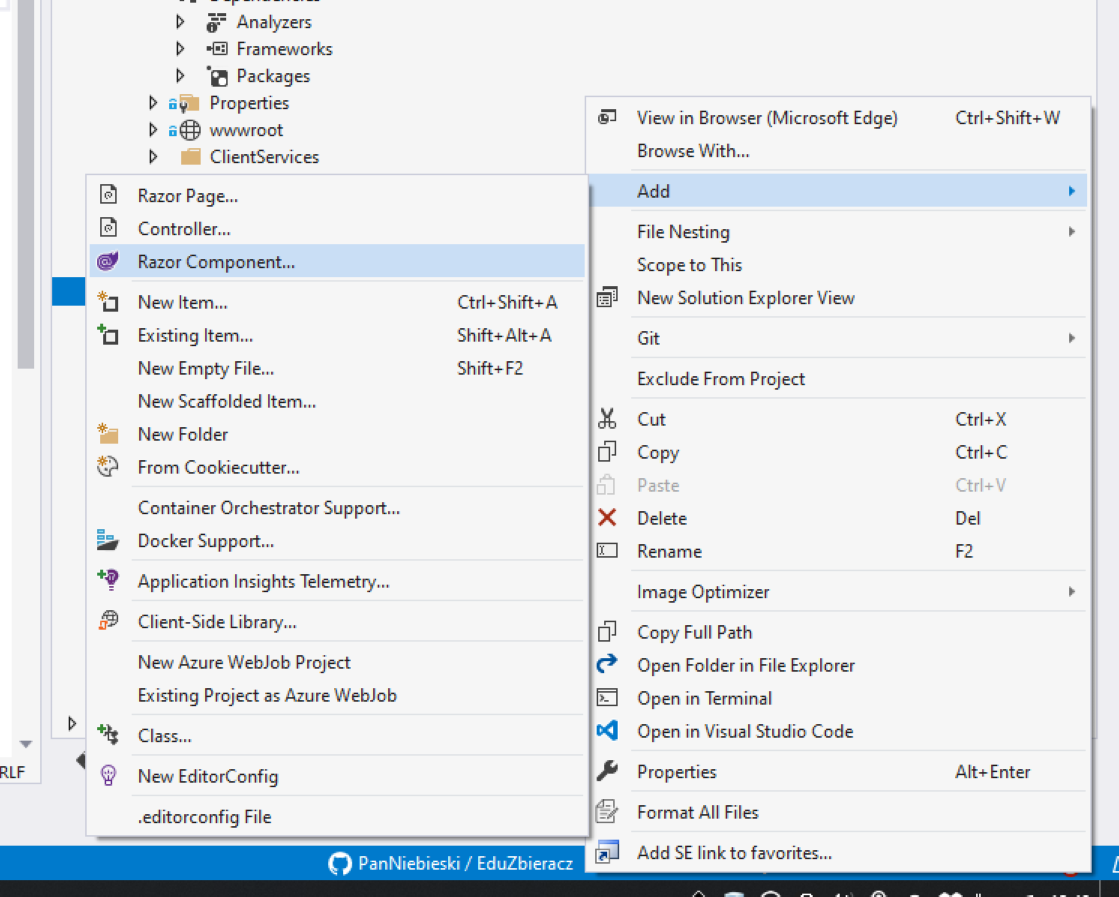 Dependencies
Analyzers
Frameworks
Packages
Properties
wwwroot
ClientServices
Razor Page...
Controller...
Razor Component...
New Item... Ctrl+Shift+A
Existing Item... Shift+Alt+A
New Empty File... Shift+F2
New Scaffolded Item...
New Folder
From Cookiecutter...
Container Orchestrator Support...
Docker Support...
Application Insights Telemetry...
Client-Side Library...
New Azure WebJob Project
Existing Project as Azure WebJob
Class...
New EditorConfig
.editorconfig File
View in Browser (Microsoft Edge) Ctrl+Shift+W
Browse With...
Add
File Nesting
Scope to This
New Solution Explorer View
Git
Exclude From Project
Cut Ctrl+X
Copy Ctrl+C
Paste Ctrl+V
Delete Del
Rename F2
Image Optimizer
Copy Full Path
Open Folder in File Explorer
Open in Terminal
Open in Visual Studio Code
Properties Alt+Enter
Format All Files
Add SE link to favorites...
RLF
PanNiebieski / EduZbieracz